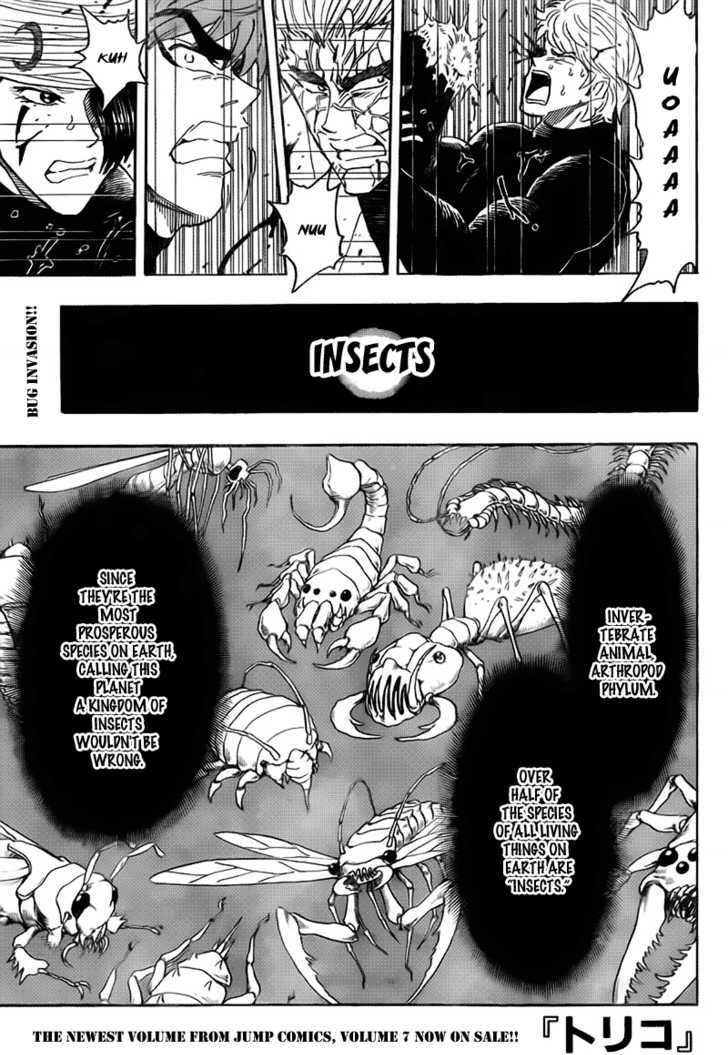 UOAAAA
NUU
KUH
BUG INVASION!!
INSECTS
INVER-
TEBRATE
ANIMAL,
ARTHROPOD
PHYLUM.
OVER
HALF OF
THE SPECIES
OF ALL LIVING
THINGS ON
EARTH ARE
"INSECTS."
SINCE
THEY'RE THE
MOST
PROSPEROUS
SPECIES ON EARTH,
CALLING THIS
PLANET
A KINGDOM OF
INSECTS
WOULDN'T BE
WRONG.
THE NEWEST VOLUME FROM JUMP COMICS, VOLUME 7 NOW ON SALE!!
『トリコ』